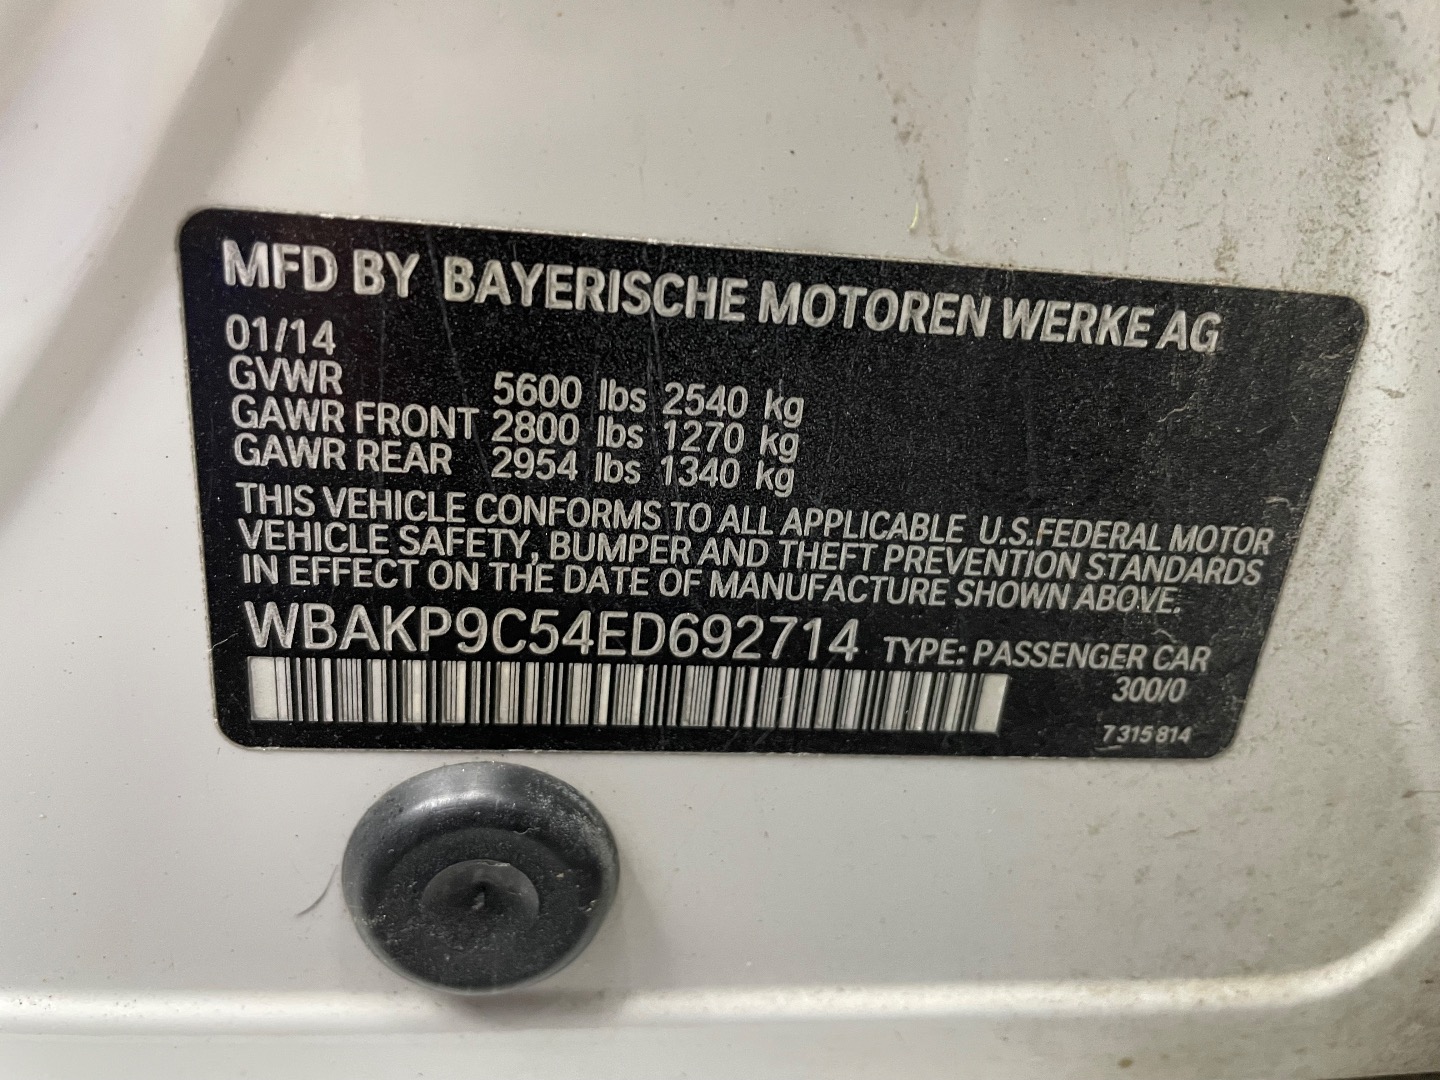 MFD BY BAYERISCHE MOTOREN WERKE AG
01/14
GVWR 5600 lbs 2540 kg
GAWR FRONT 2800 lbs 1270 kg
GAWR REAR 2954 lbs 1340 kg
THIS VEHICLE CONFORMS TO ALL APPLICABLE U.S.FEDERAL MOTOR
VEHICLE SAFETY, BUMPER AND THEFT PREVENTION STANDARDS
IN EFFECT ON THE DATE OF MANUFACTURE SHOWN ABOVE.
WBAKP9C54ED692714 TYPE: PASSENGER CAR
300/0
7 315 814